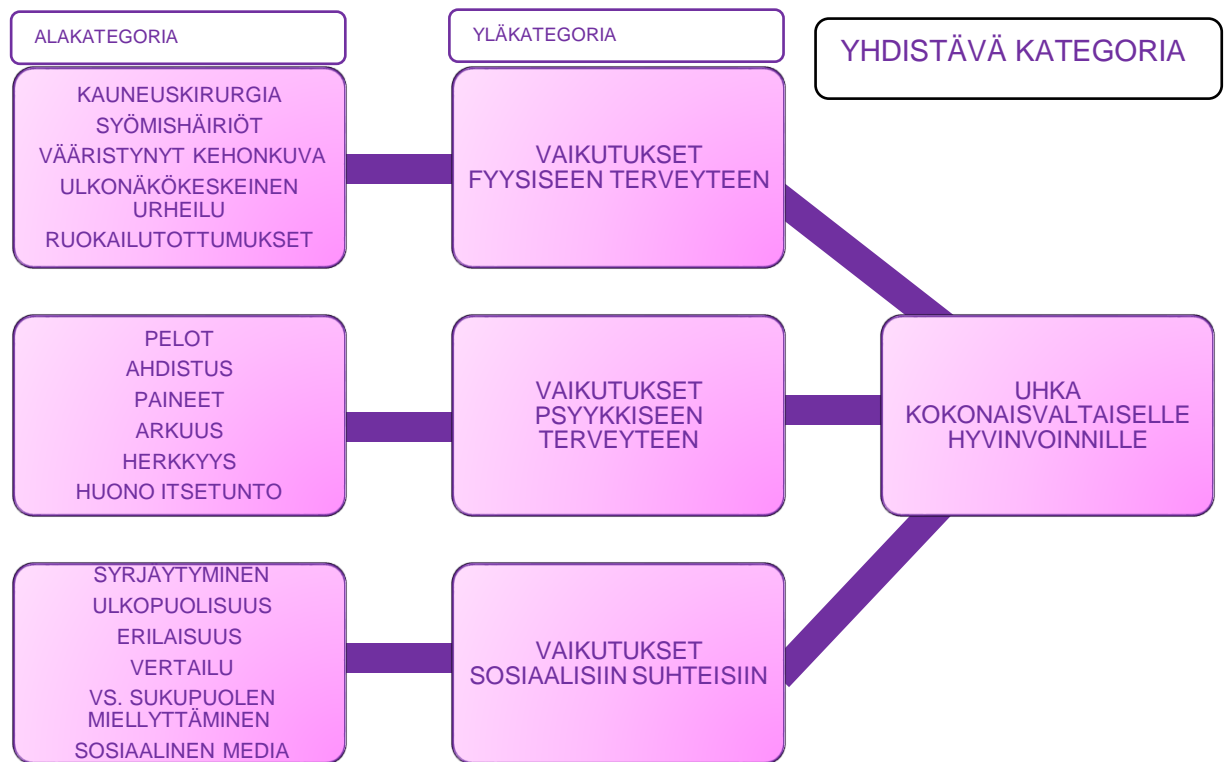 ALAKATEGORIA
YLÄKATEGORIA
YHDISTÄVÄ KATEGORIA
KAUNEUSKIRURGIA
SYÖMISHÄIRIÖT
VÄÄRISTYNYT KEHONKUVA
ULKONÄKÖKESKEINEN
URHEILU
RUOKAILUTOTTUMUKSET
VAIKUTUKSET
FYYSISEEN TERVEYTEEN
PELOT
AHDISTUS
PAINEET
ARKUUS
HERKKYYS
HUONO ITSETUNTO
VAIKUTUKSET
PSYYKKISEEN
TERVEYTEEN
UHKA
KOKONAISVALTAISELLE
HYVINVOINNILLE
SYRJÄYTYMINEN
ULKOPUOLISUUS
ERILAISUUS
VERTAILU
VS. SUKUPUOLEN
MIELLYTTÄMINEN
SOSIAALINEN MEDIA
VAIKUTUKSET
SOSIAALISIIN SUHTEISIIN